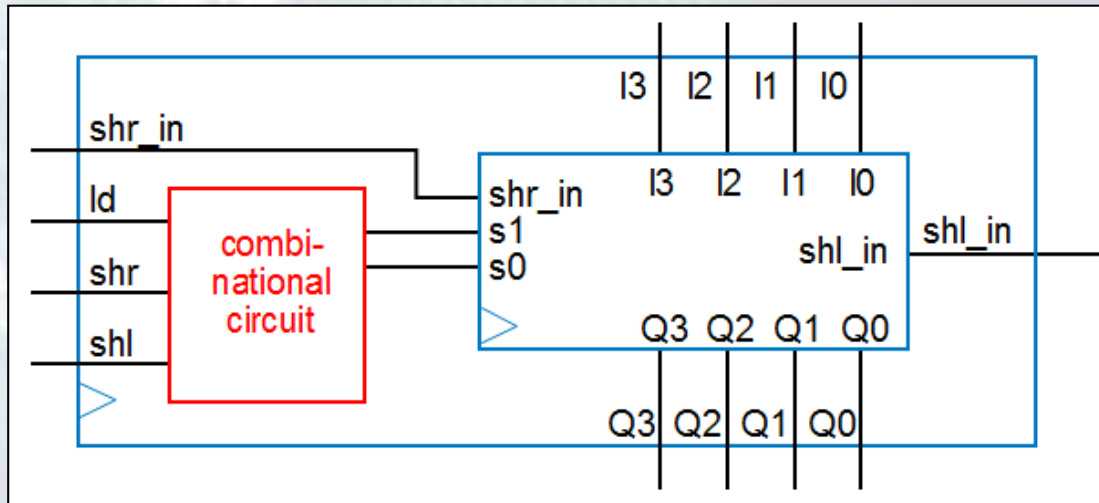 I3 I2 I1 I0
shr_in
ld
shr
shl
combi-
national
circuit
shr_in
s1
s0
I3 I2 I1 I0
shl_in
shl_in
Q3 Q2 Q1 Q0
Q3 Q2 Q1 Q0